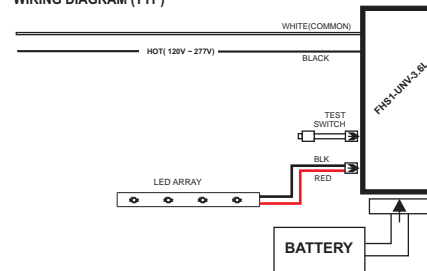 WIRING DIAGRAM (TYP)
WHITE(COMMON)
HOT( 120V ~ 277V)
BLACK
FHS1-UNV-3.6L
TEST
SWITCH
BLK
RED
LED ARRAY
BATTERY